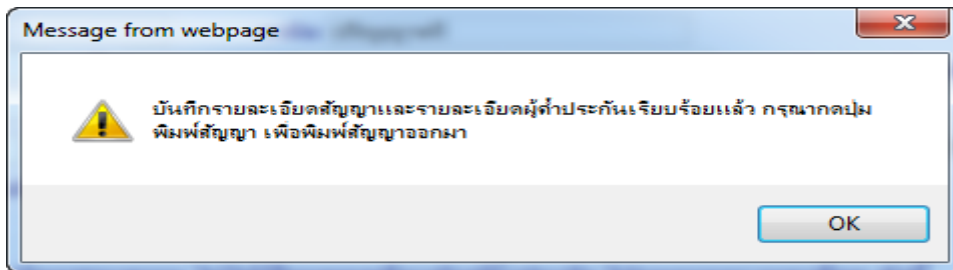 Message from webpage
บันทึกรายละเอียดสัญญาและรายละเอียดผู้ค้ำประกันเรียบร้อยแล้ว กรุณากดปุ่ม
พิมพ์สัญญา เพื่อพิมพ์สัญญาออกมา
OK